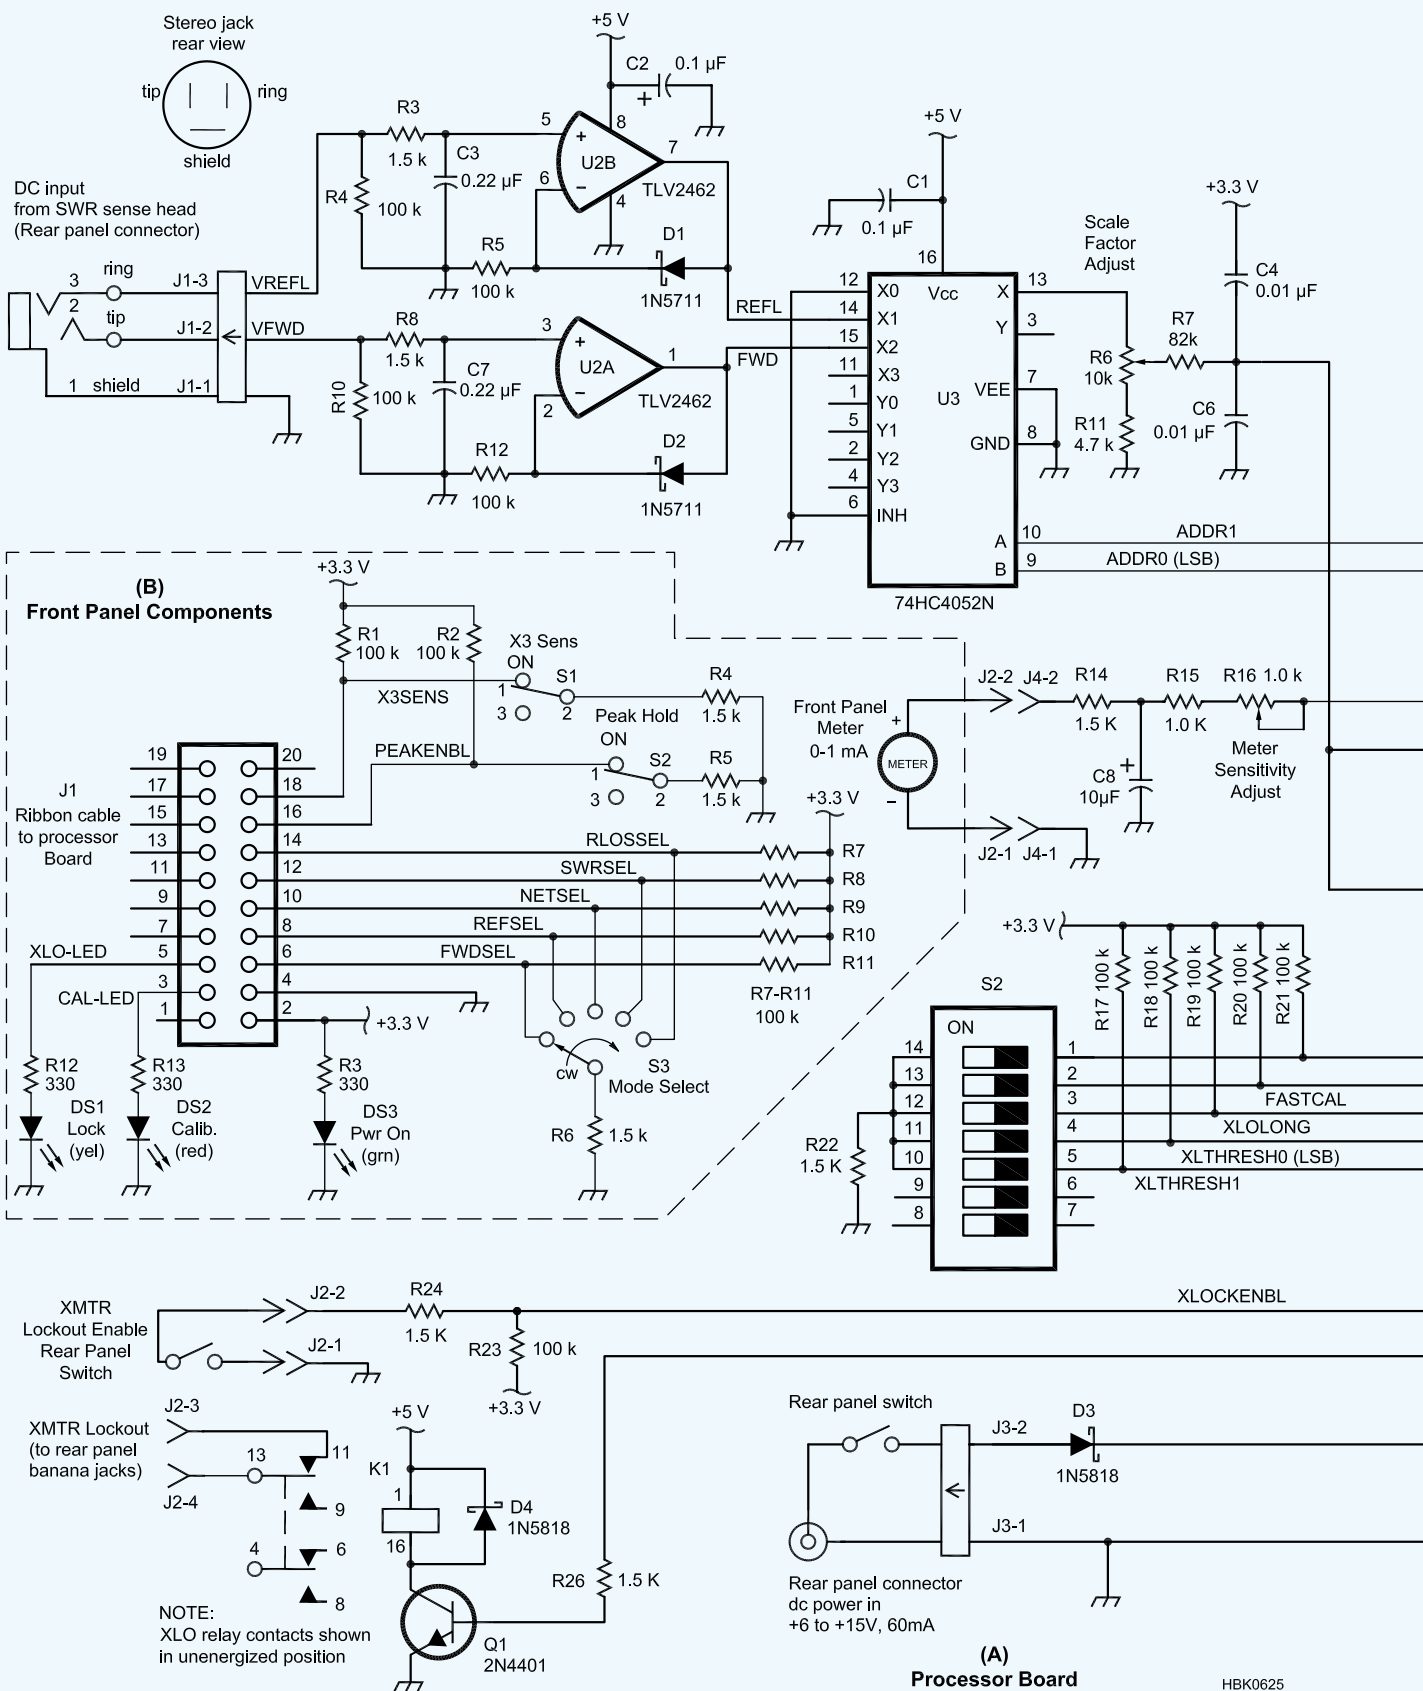 Stereo jack
rear view
tip
ring
shield
DC input
from SWR sense head
(Rear panel connector)
3
ring
J1-3
VREFL
2
tip
J1-2
VFWD
1
shield
J1-1
+5 V
C2
0.1 µF
+
R3
1.5 k
R4
100 k
C3
0.22 µF
5
+
8
U2B
7
6
–
4
TLV2462
R5
100 k
D1
1N5711
REFL
R8
1.5 k
R10
100 k
C7
0.22 µF
3
+
U2A
1
2
–
TLV2462
FWD
R12
100 k
D2
1N5711
+5 V
C1
0.1 µF
16
Vcc
12
X0
14
X1
15
X2
11
X3
1
Y0
5
Y1
2
Y2
4
Y3
6
INH
X
13
Y
3
U3
VEE
7
GND
8
A
10
ADDR1
B
9
ADDR0 (LSB)
74HC4052N
Scale
Factor
Adjust
R6
10k
R11
4.7 k
R7
82k
+3.3 V
C4
0.01 µF
C6
0.01 µF
(B)
Front Panel Components
+3.3 V
R1
100 k
R2
100 k
X3SENS
X3 Sens
ON
1
S1
3
2
R4
1.5 k
PEAKENBL
Peak Hold
ON
1
S2
3
2
R5
1.5 k
J1
Ribbon cable
to processor
Board
19
20
17
18
15
16
13
14
11
12
9
10
7
8
5
6
3
4
1
2
XLO-LED
CAL-LED
RLOSSEL
SWRSEL
NETSEL
REFSEL
FWDSEL
+3.3 V
R7
R8
R9
R10
R11
R7-R11
100 k
+3.3 V
cw
S3
Mode Select
R6
1.5 k
R12
330
R13
330
R3
330
DS1
Lock
(yel)
DS2
Calib.
(red)
DS3
Pwr On
(grn)
Front Panel
Meter
0-1 mA
+
METER
–
J2-2
J4-2
J2-1
J4-1
R14
1.5 K
R15
1.0 K
R16 1.0 k
Meter
Sensitivity
Adjust
C8
+
10µF
+3.3 V
R17 100 k
R18 100 k
R19 100 k
R20 100 k
R21 100 k
S2
ON
14
1
13
2
12
3
FASTCAL
11
4
XLOLONG
10
5
XLTHRESH0 (LSB)
9
6
XLTHRESH1
8
7
R22
1.5 K
XMTR
Lockout Enable
Rear Panel
Switch
J2-2
J2-1
R24
1.5 K
R23
100 k
+3.3 V
XLOCKENBL
J2-3
XMTR Lockout
(to rear panel
banana jacks)
J2-4
13
11
9
4
6
8
NOTE:
XLO relay contacts shown
in unenergized position
+5 V
K1
1
16
D4
1N5818
Q1
2N4401
R26
1.5 K
Rear panel switch
J3-2
D3
1N5818
J3-1
Rear panel connector
dc power in
+6 to +15V, 60mA
(A)
Processor Board
HBK0625